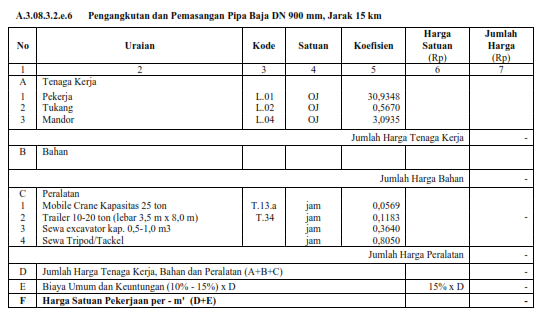 A.3.08.3.2.e.6 Pengangkutan dan Pemasangan Pipa Baja DN 900 mm, Jarak 15 km
No Uraian Kode Satuan Koefisien Harga Satuan (Rp) Jumlah Harga (Rp)
1 2 3 4 5 6 7
A Tenaga Kerja
1 Pekerja L.01 OJ 30,9348
2 Tukang L.02 OJ 0,5670
3 Mandor L.04 OJ 3,0935
Jumlah Harga Tenaga Kerja -
B Bahan
Jumlah Harga Bahan -
C Peralatan
1 Mobile Crane Kapasitas 25 ton T.13.a jam 0,0569
2 Trailer 10-20 ton (lebar 3,5 m x 8,0 m) T.34 jam 0,1183 -
3 Sewa excavator kap. 0,5-1,0 m3 jam 0,3640
4 Sewa Tripod/Tackel jam 0,8050
Jumlah Harga Peralatan -
D Jumlah Harga Tenaga Kerja, Bahan dan Peralatan (A+B+C) -
E Biaya Umum dan Keuntungan (10% - 15%) x D 15% x D -
F Harga Satuan Pekerjaan per - m' (D+E) -